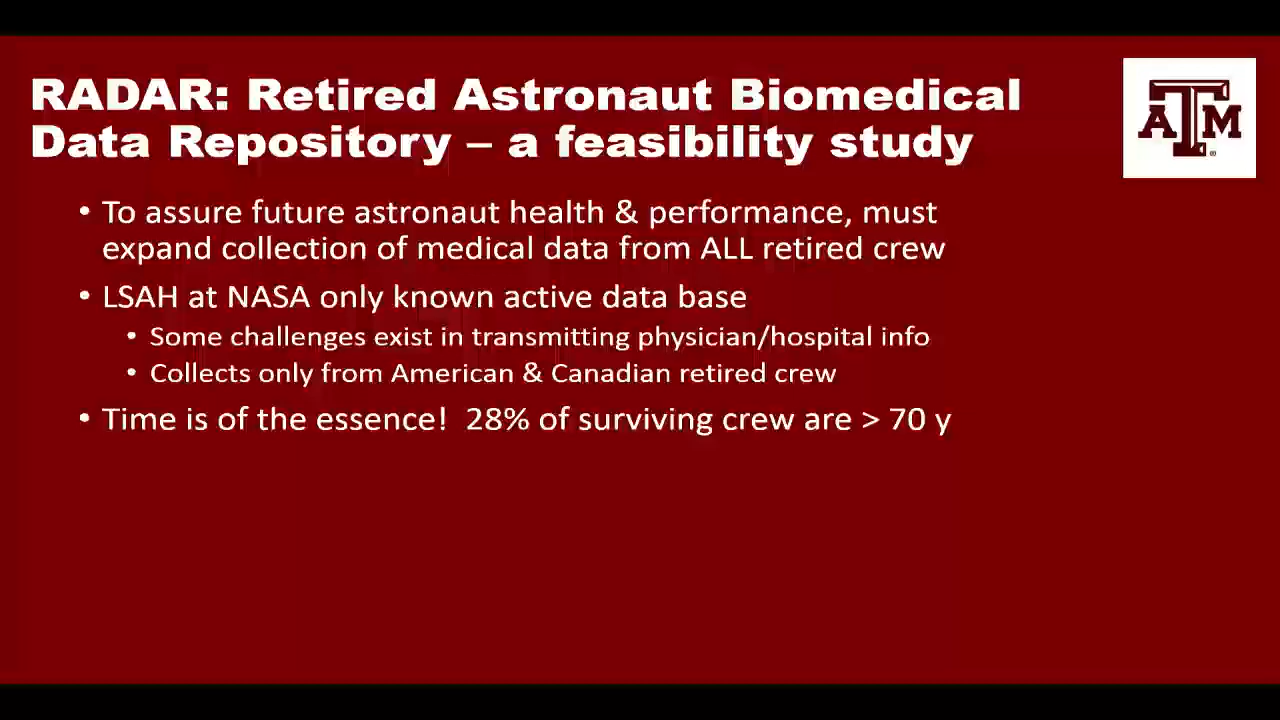 RADAR: Retired Astronaut Biomedical
Data Repository – a feasibility study
ATM
®
• To assure future astronaut health & performance, must
expand collection of medical data from ALL retired crew
• LSAH at NASA only known active data base
• Some challenges exist in transmitting physician/hospital info
• Collects only from American & Canadian retired crew
• Time is of the essence!  28% of surviving crew are > 70 y